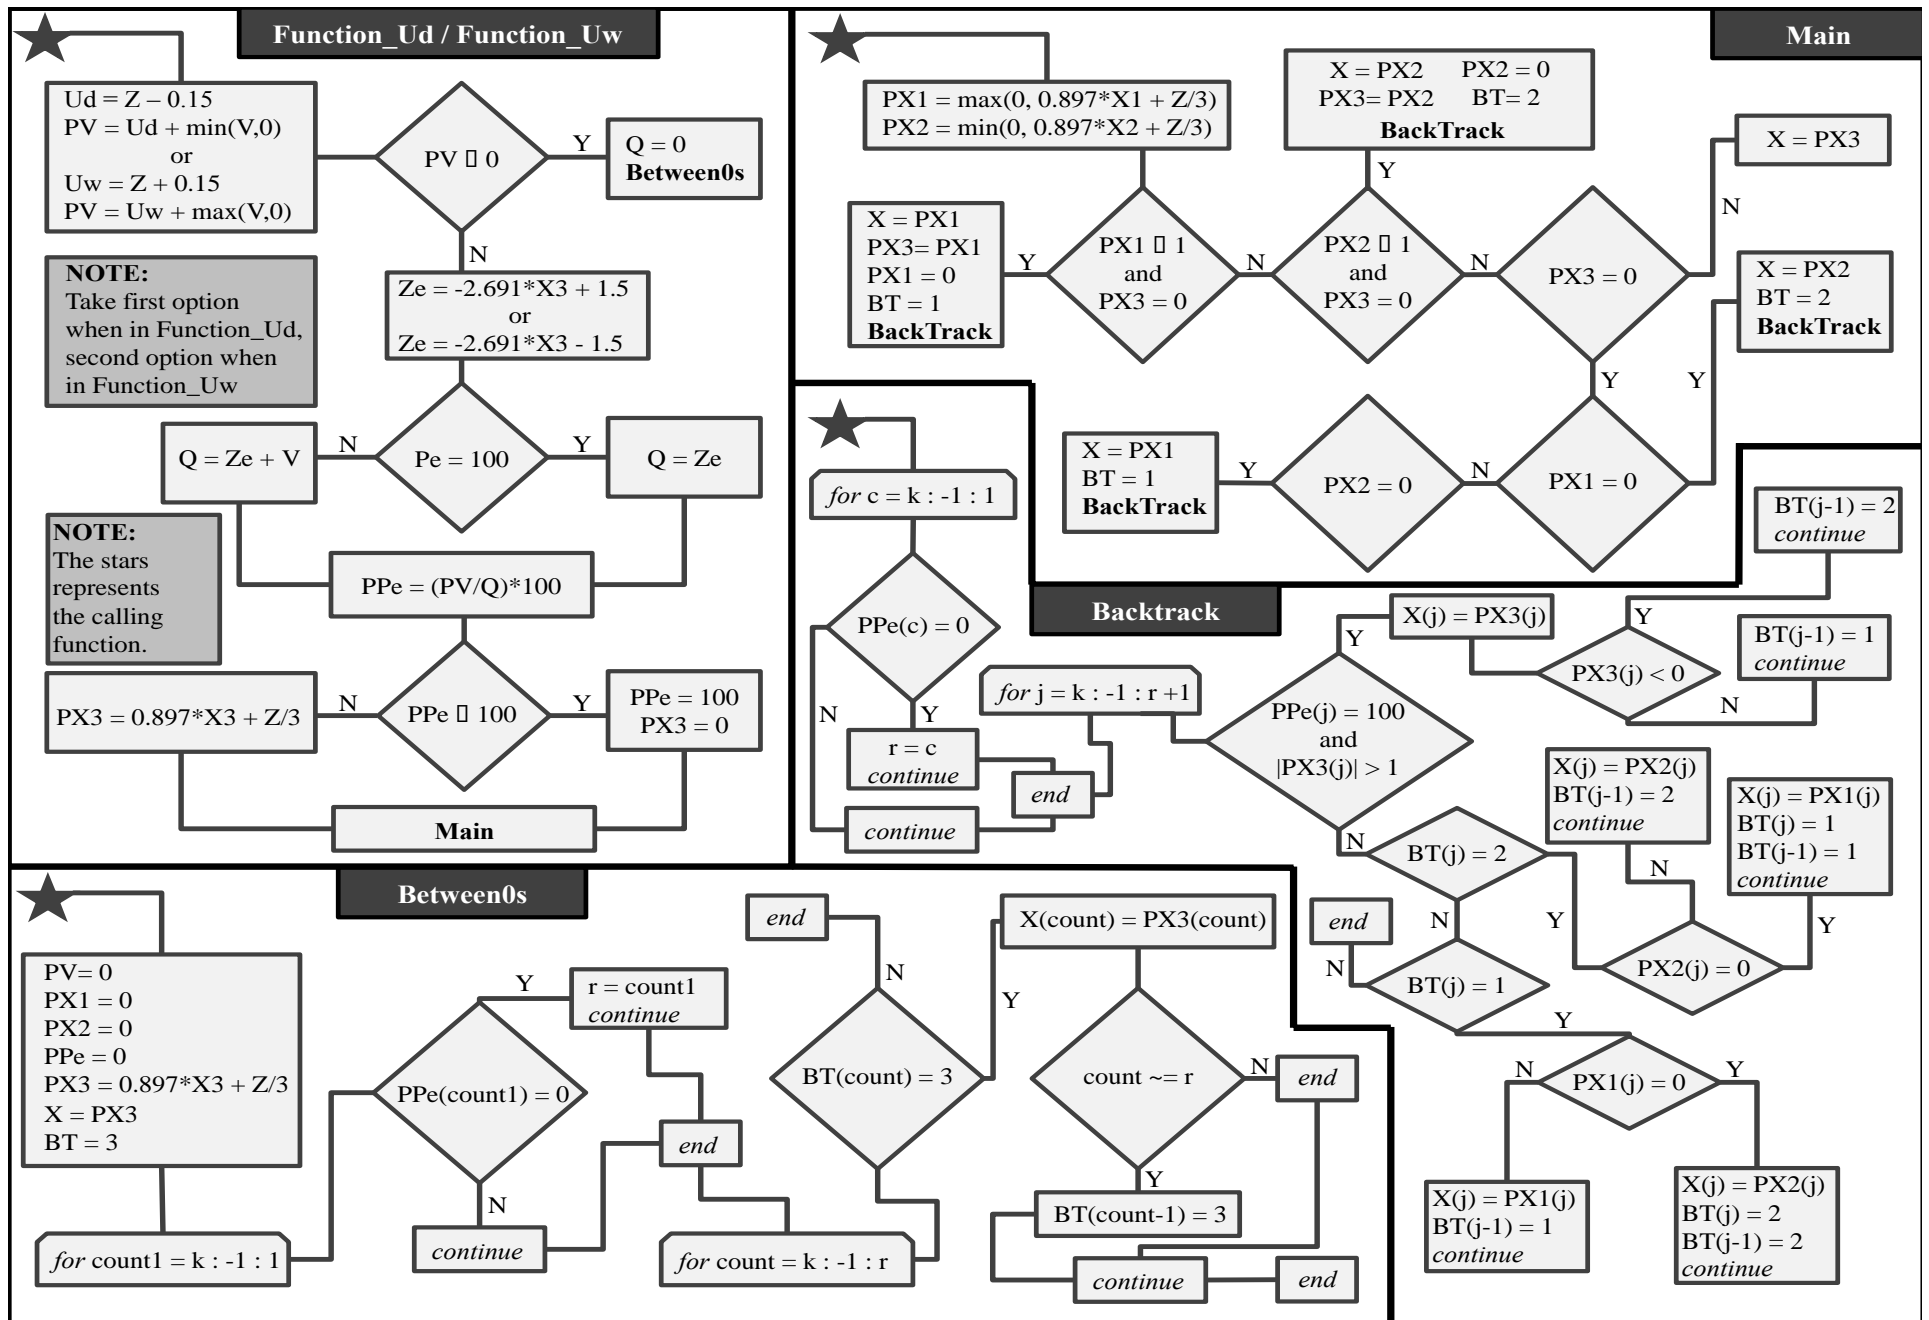 Function_Ud / Function_Uw
Ud = Z – 0.15
PV = Ud + min(V,0)
or
Uw = Z + 0.15
PV = Uw + max(V,0)
PV ▯ 0
Y
Q = 0
Between0s
N
NOTE:
Take first option
when in Function_Ud,
second option when
in Function_Uw
Ze = -2.691*X3 + 1.5
or
Ze = -2.691*X3 - 1.5
Q = Ze + V
N
Pe = 100
Y
Q = Ze
NOTE:
The stars
represents
the calling
function.
PPe = (PV/Q)*100
PX3 = 0.897*X3 + Z/3
N
PPe ▯ 100
Y
PPe = 100
PX3 = 0
Main
Main
PX1 = max(0, 0.897*X1 + Z/3)
PX2 = min(0, 0.897*X2 + Z/3)
X = PX2 PX2 = 0
PX3= PX2 BT= 2
BackTrack
Y
X = PX3
N
X = PX1
PX3= PX1
PX1 = 0
BT = 1
BackTrack
Y
PX1 ▯ 1
and
PX3 = 0
N
PX2 ▯ 1
and
PX3 = 0
N
PX3 = 0
X = PX2
BT = 2
BackTrack
Y
Y
X = PX1
BT = 1
BackTrack
Y
PX2 = 0
N
PX1 = 0
Backtrack
for c = k : -1 : 1
PPe(c) = 0
N
Y
r = c
continue
end
continue
for j = k : -1 : r +1
PPe(j) = 100
and
|PX3(j)| > 1
Y
X(j) = PX3(j)
PX3(j) < 0
Y
BT(j-1) = 2
continue
N
BT(j-1) = 1
continue
N
BT(j) = 2
Y
PX2(j) = 0
N
X(j) = PX2(j)
BT(j-1) = 2
continue
Y
X(j) = PX1(j)
BT(j) = 1
BT(j-1) = 1
continue
N
BT(j) = 1
N
end
Y
PX1(j) = 0
N
X(j) = PX1(j)
BT(j-1) = 1
continue
Y
X(j) = PX2(j)
BT(j) = 2
BT(j-1) = 2
continue
Between0s
PV= 0
PX1 = 0
PX2 = 0
PPe = 0
PX3 = 0.897*X3 + Z/3
X = PX3
BT = 3
for count1 = k : -1 : 1
PPe(count1) = 0
Y
r = count1
continue
N
continue
end
for count = k : -1 : r
BT(count) = 3
N
end
Y
X(count) = PX3(count)
count ~= r
N
end
Y
BT(count-1) = 3
continue
end